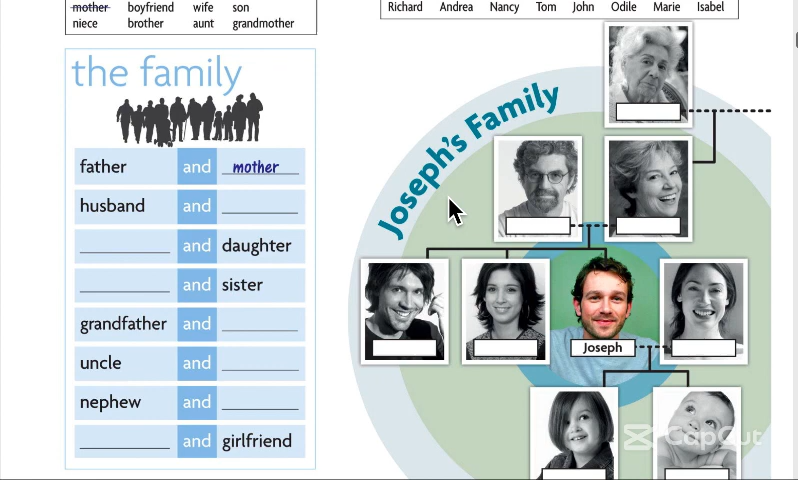 mother boyfriend wife son
niece brother aunt grandmother
the family
father and mother
husband and
and daughter
and sister
grandfather and
uncle and
nephew and
and girlfriend
Richard Andrea Nancy Tom John Odile Marie Isabel
Joseph's Family
Joseph
CapCut